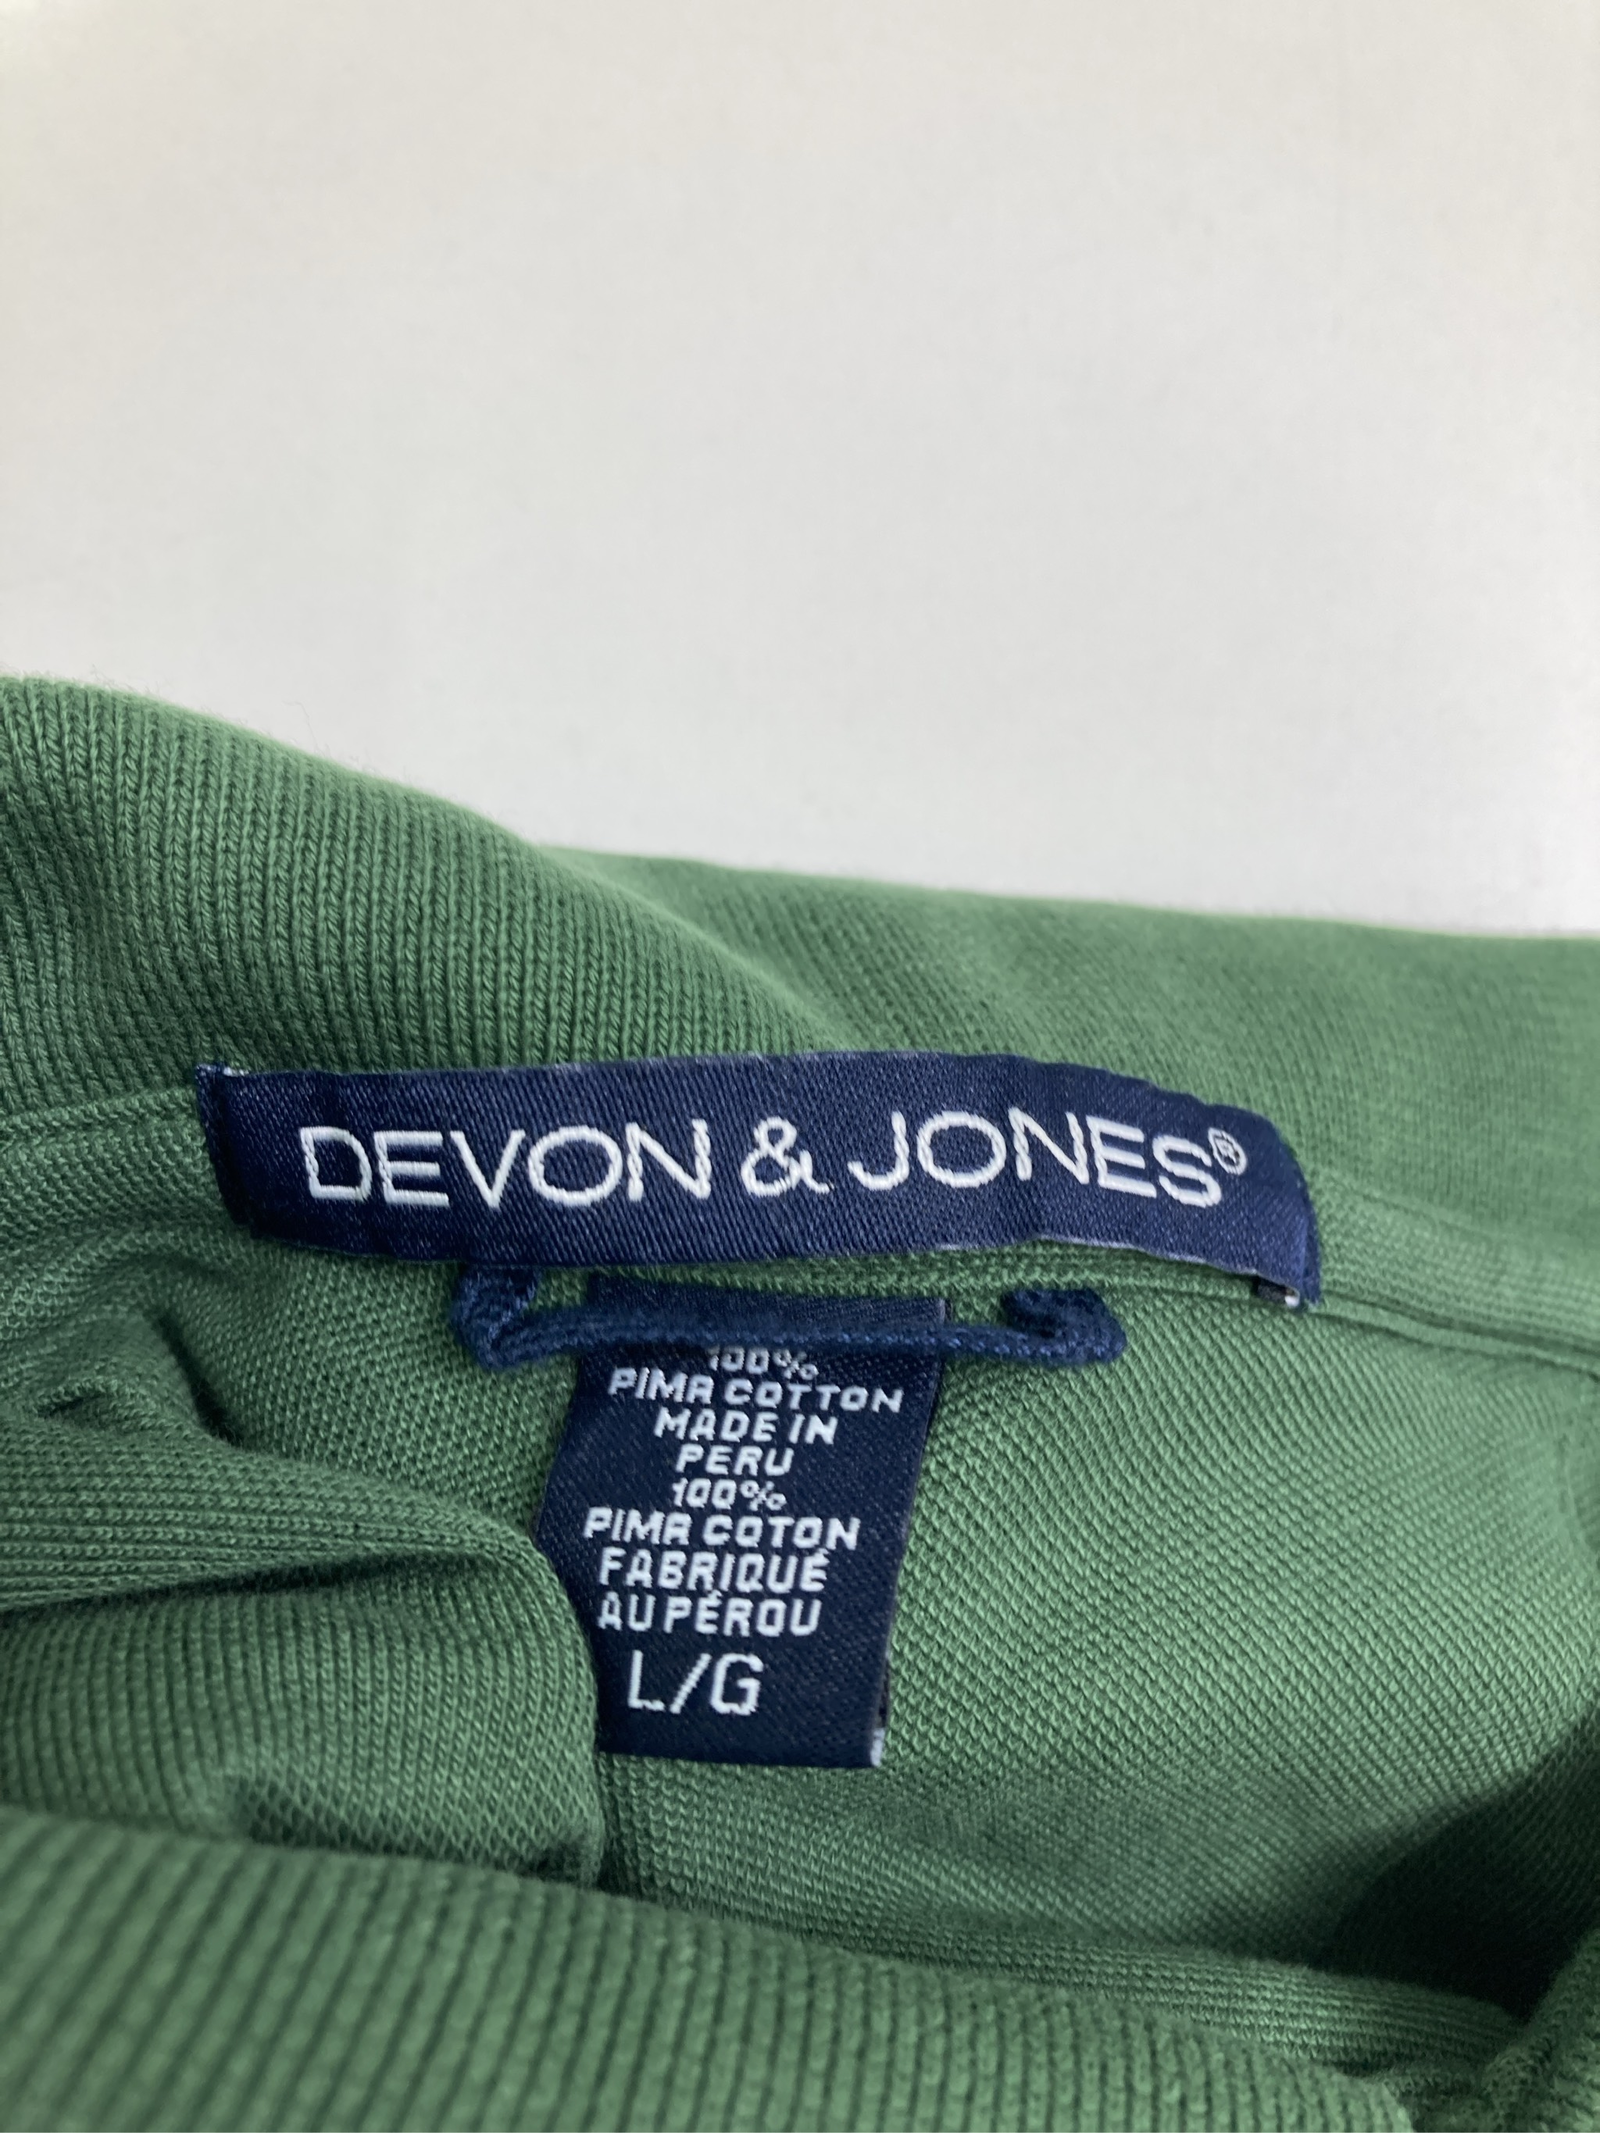 DEVON & JONES®
100%
PIMA COTTON
MADE IN
PERU
100%
PIMA COTON
FABRIQUÉ
AU PÉROU
L/G